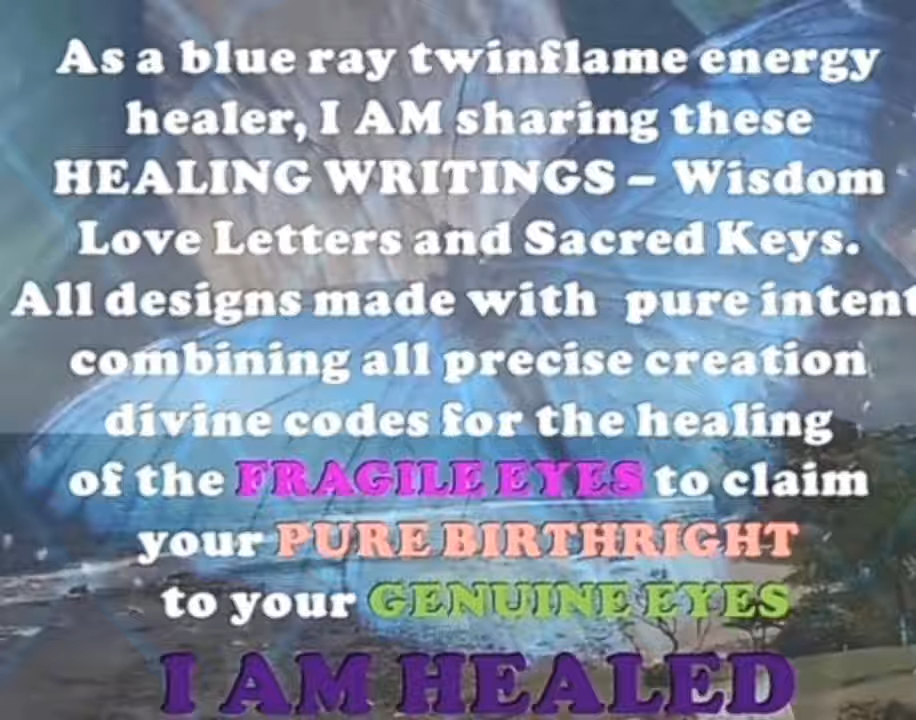 As a blue ray twinflame energy
healer, I AM sharing these
HEALING WRITINGS – Wisdom
Love Letters and Sacred Keys.
All designs made with pure intent
combining all precise creation
divine codes for the healing
of the FRAGILE EYES to claim
your PURE BIRTHRIGHT
to your GENUINE EYES
I AM HEALED